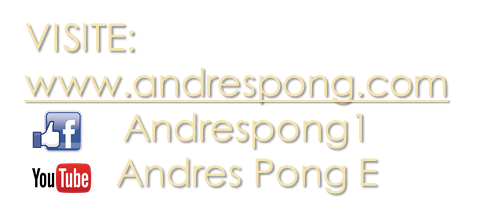 VISITE:
www.andrespong.com
f Andrespong1
YouTube Andres Pong E